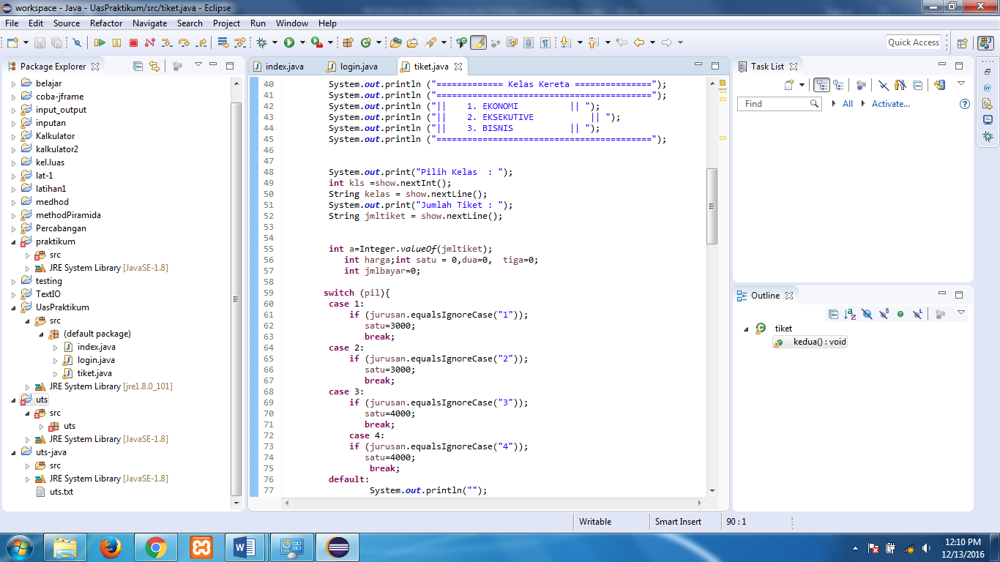 workspace - Java - UasPraktikum/src/tiket.java - Eclipse
File Edit Source Refactor Navigate Search Project Run Window Help
Quick Access
Package Explorer
belajar
coba-jframe
input_output
inputan
Kalkulator
kalkulator2
kel.luas
lat-1
latihan1
medhod
methodPiramida
Percabangan
praktikum
src
JRE System Library [JavaSE-1.8]
testing
TextIO
UasPraktikum
src
(default package)
index.java
login.java
tiket.java
JRE System Library [jre1.8.0_101]
uts
src
uts
JRE System Library [JavaSE-1.8]
uts-java
src
JRE System Library [JavaSE-1.8]
uts.txt
index.java login.java tiket.java
40 System.out.println ("============= Kelas Kereta ===============");
41 System.out.println ("==========================================");
42 System.out.println ("||    1. EKONOMI          || ");
43 System.out.println ("||    2. EKSEKUTIVE           || ");
44 System.out.println ("||    3. BISNIS           || ");
45 System.out.println ("==========================================");
46
47
48 System.out.print("Pilih Kelas  : ");
49 int kls =show.nextInt();
50 String kelas = show.nextLine();
51 System.out.print("Jumlah Tiket : ");
52 String jmltiket = show.nextLine();
53
54
55 int a=Integer.valueOf(jmltiket);
56 int harga;int satu = 0,dua=0,  tiga=0;
57 int jmlbayar=0;
58
59 switch (pil){
60 case 1:
61 if (jurusan.equalsIgnoreCase("1"));
62 satu=3000;
63 break;
64 case 2:
65 if (jurusan.equalsIgnoreCase("2"));
66 satu=3000;
67 break;
68 case 3:
69 if (jurusan.equalsIgnoreCase("3"));
70 satu=4000;
71 break;
72 case 4:
73 if (jurusan.equalsIgnoreCase("4"));
74 satu=4000;
75 break;
76 default:
77 System.out.println("");
Task List
Find All Activate...
Outline
tiket
kedua() : void
Writable Smart Insert 90 : 1
12:10 PM
12/13/2016